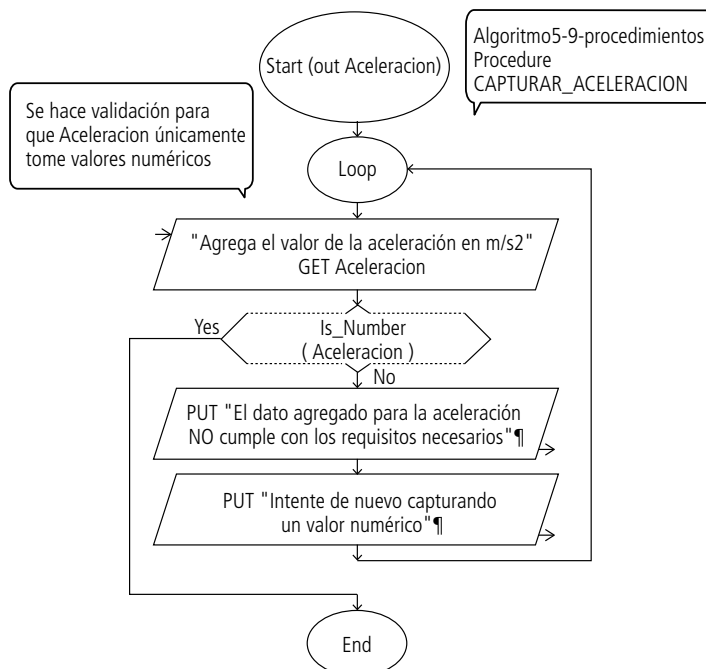 Start (out Aceleracion)
Algoritmo5-9-procedimientos
Procedure
CAPTURAR_ACELERACION
Se hace validación para
que Aceleracion únicamente
tome valores numéricos
Loop
"Agrega el valor de la aceleración en m/s2"
GET Aceleracion
Yes
Is_Number
( Aceleracion )
No
PUT "El dato agregado para la aceleración
NO cumple con los requisitos necesarios"¶
PUT "Intente de nuevo capturando
un valor numérico"¶
End